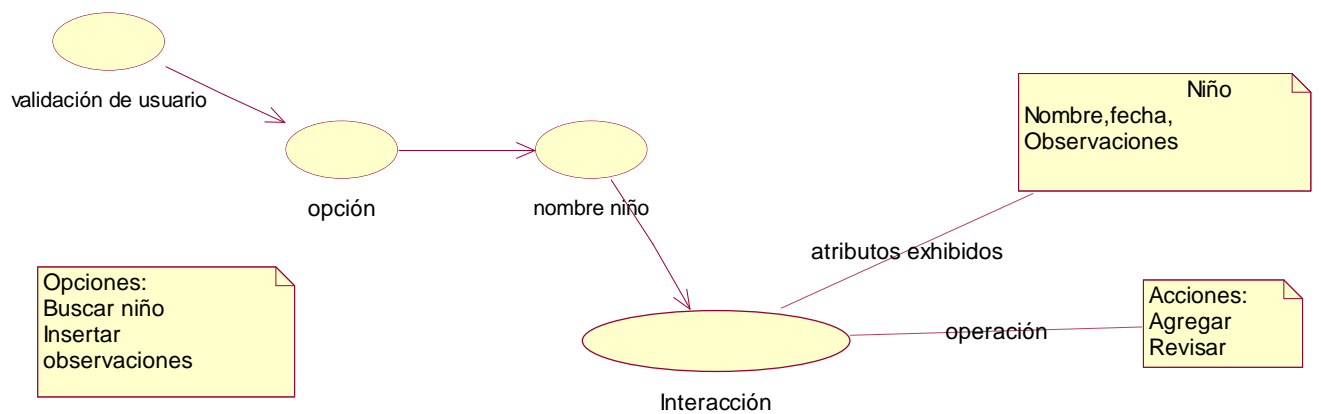 validación de usuario
opción
nombre niño
Niño
Nombre,fecha,
Observaciones
atributos exhibidos
Opciones:
Buscar niño
Insertar
observaciones
Acciones:
Agregar
Revisar
operación
Interacción